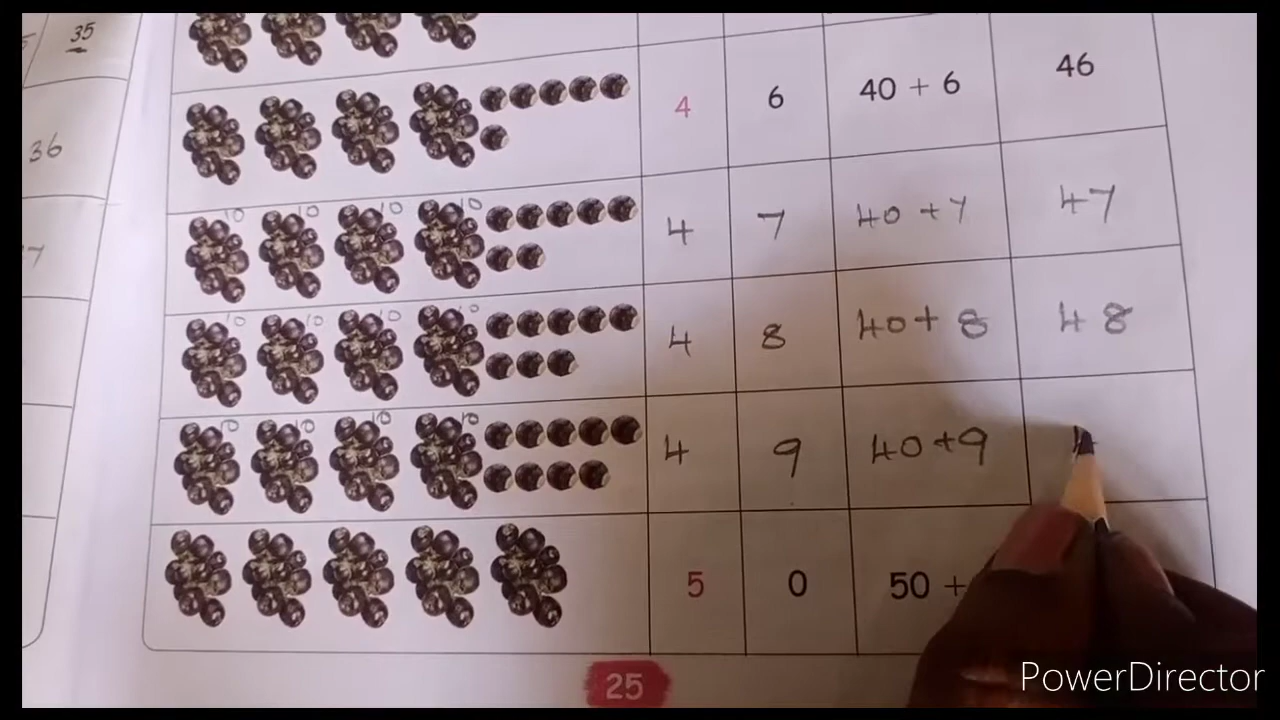 35
36
4 6 40 + 6 46
10 10 10 10
4 7 40 + 7 47
10 10 10 10
4 8 40 + 8 48
10 10 10 10
4 9 40 + 9 4
5 0 50 +
25
PowerDirector